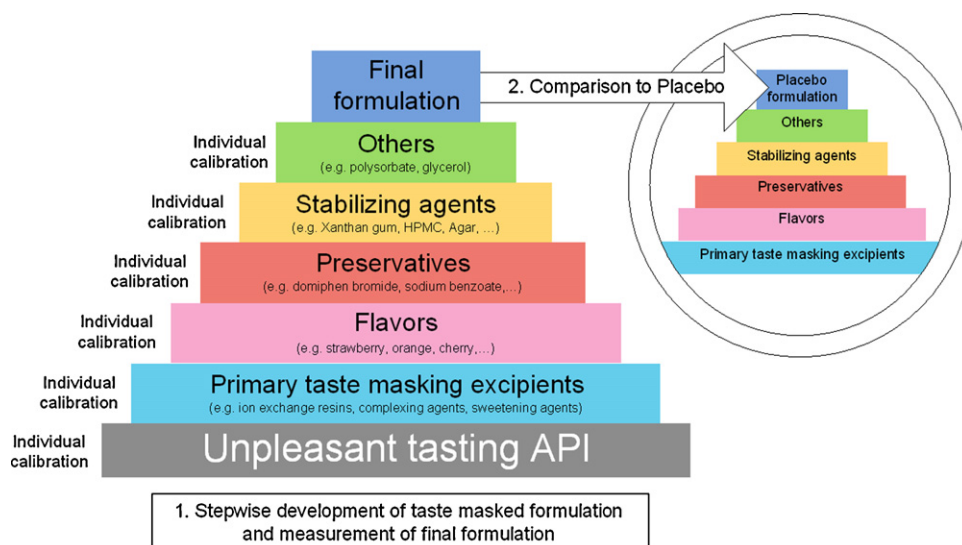 Final
formulation
2. Comparison to Placebo
Placebo
formulation
Others
Stabilizing agents
Preservatives
Flavors
Primary taste masking excipients
Individual
calibration
Others
(e.g. polysorbate, glycerol)
Individual
calibration
Stabilizing agents
(e.g. Xanthan gum, HPMC, Agar, ...)
Individual
calibration
Preservatives
(e.g. domiphen bromide, sodium benzoate,...)
Individual
calibration
Flavors
(e.g. strawberry, orange, cherry,...)
Individual
calibration
Primary taste masking excipients
(e.g. ion exchange resins, complexing agents, sweetening agents)
Individual
calibration
Unpleasant tasting API
1. Stepwise development of taste masked formulation
and measurement of final formulation